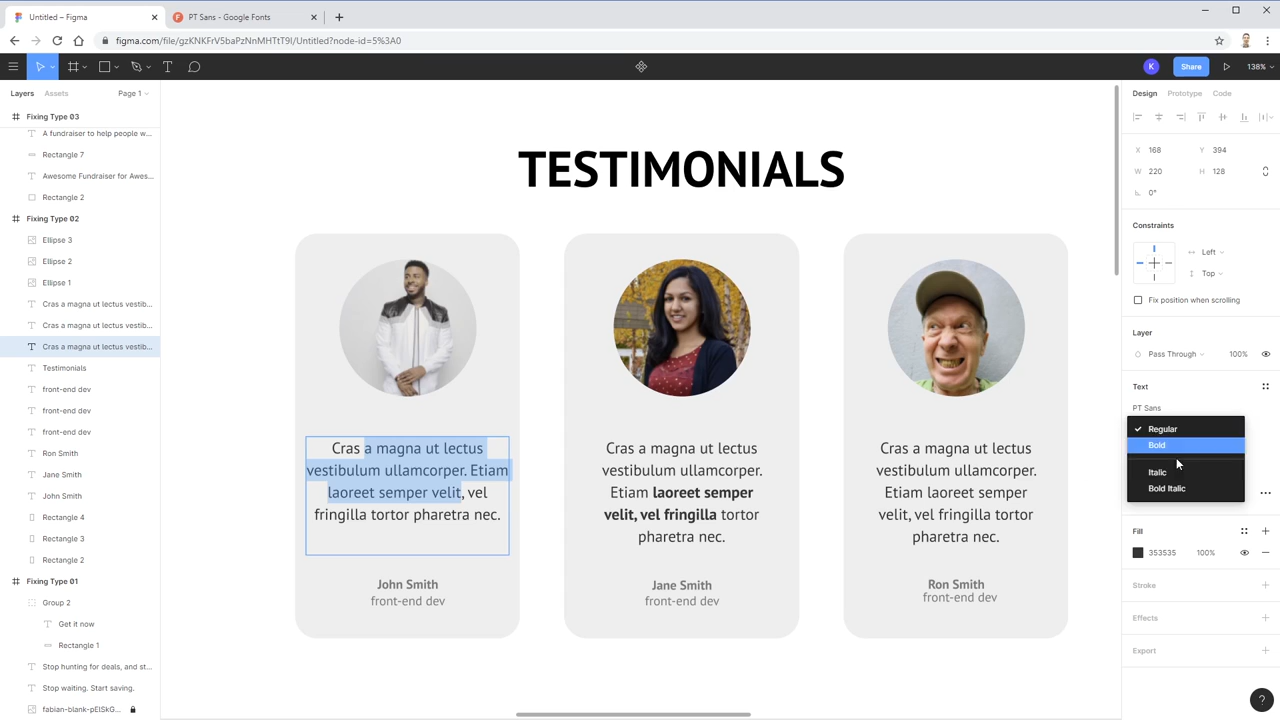 Untitled – Figma
PT Sans - Google Fonts
figma.com/file/gzKNKFrV5baPzNnMHTtT9I/Untitled?node-id=5%3A0
K
Share
138%
Layers
Assets
Page 1
Fixing Type 03
A fundraiser to help people w...
Rectangle 7
Awesome Fundraiser for Awes...
Rectangle 2
Fixing Type 02
Ellipse 3
Ellipse 2
Ellipse 1
Cras a magna ut lectus vestib...
Cras a magna ut lectus vestib...
Cras a magna ut lectus vestib...
Testimonials
front-end dev
front-end dev
front-end dev
Ron Smith
Jane Smith
John Smith
Rectangle 4
Rectangle 3
Rectangle 2
Fixing Type 01
Group 2
Get it now
Rectangle 1
Stop hunting for deals, and st...
Stop waiting. Start saving.
fabian-blank-pElSkG...
TESTIMONIALS
Cras a magna ut lectus
vestibulum ullamcorper. Etiam
laoreet semper velit, vel
fringilla tortor pharetra nec.
John Smith
front-end dev
Cras a magna ut lectus
vestibulum ullamcorper.
Etiam laoreet semper
velit, vel fringilla tortor
pharetra nec.
Jane Smith
front-end dev
Cras a magna ut lectus
vestibulum ullamcorper.
Etiam laoreet semper
velit, vel fringilla tortor
pharetra nec.
Ron Smith
front-end dev
Design
Prototype
Code
X 168
Y 394
W 220
H 128
0°
Constraints
Left
Top
Fix position when scrolling
Layer
Pass Through
100%
Text
PT Sans
Regular
Bold
Italic
Bold Italic
Fill
353535
100%
Stroke
Effects
Export
?